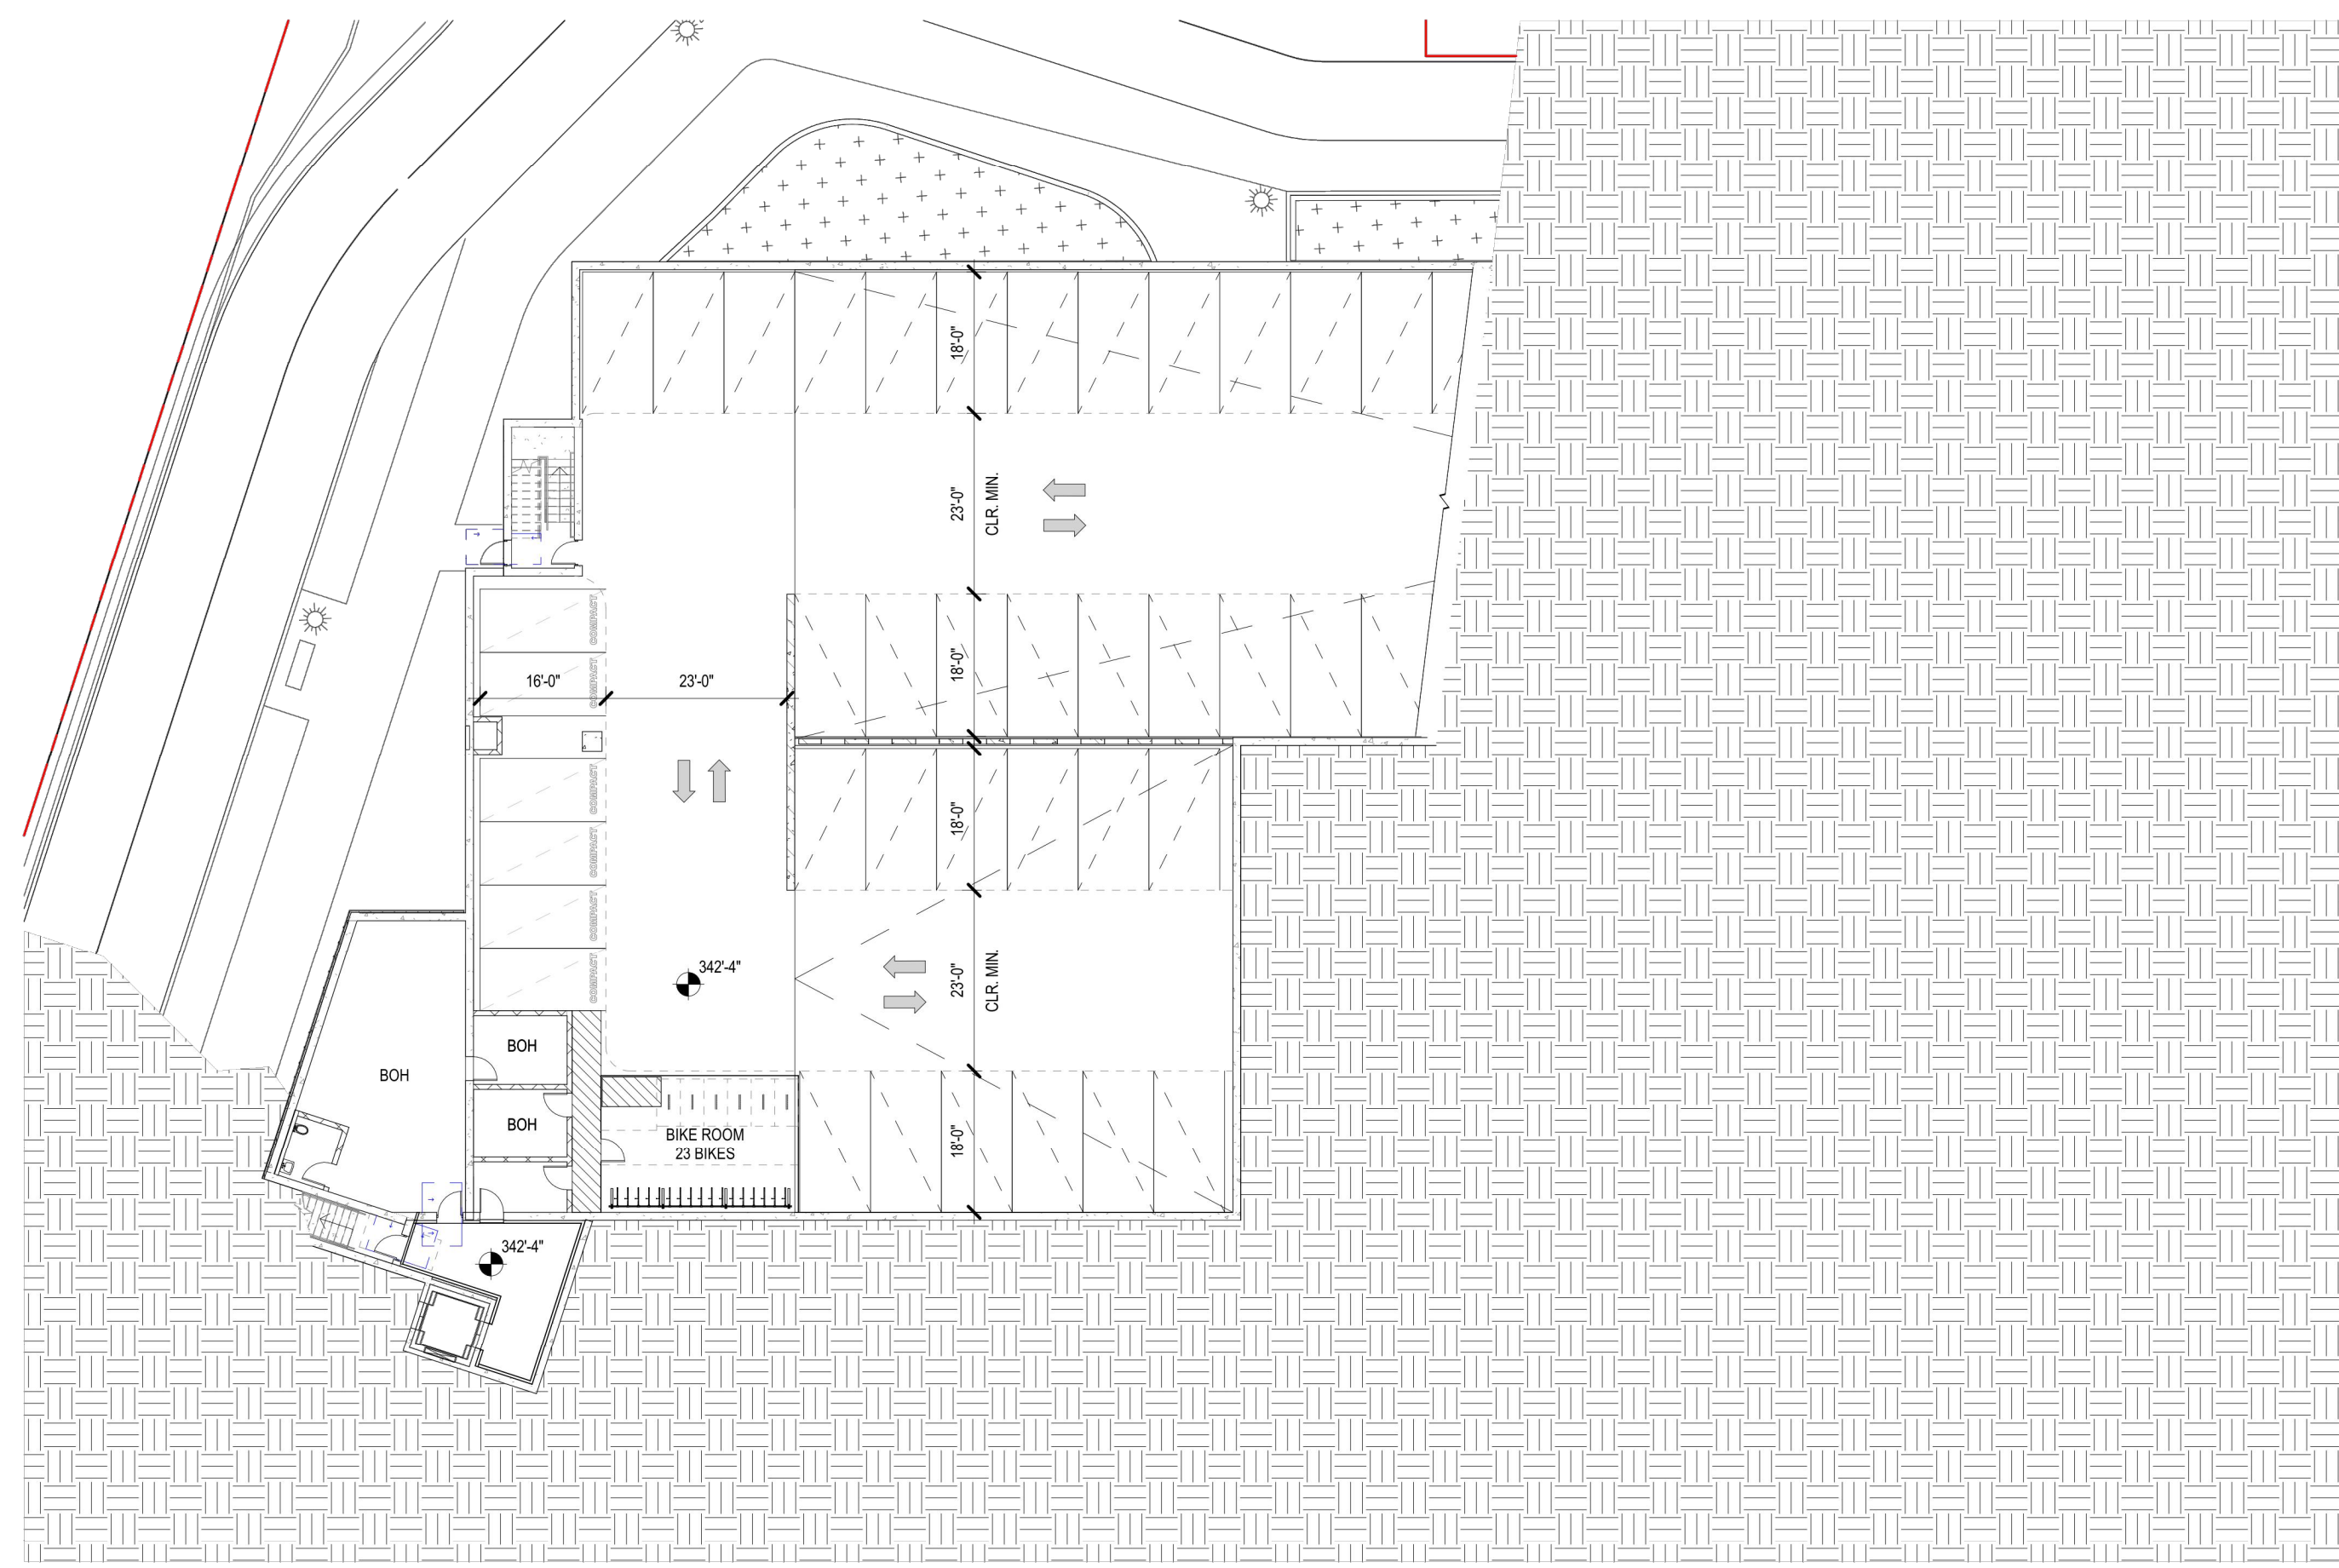 18'-0"
23'-0"
CLR. MIN.
COMPACT
COMPACT
16'-0"
23'-0"
18'-0"
COMPACT
COMPACT
COMPACT
COMPACT
18'-0"
342'-4"
23'-0"
CLR. MIN.
BOH
BOH
BOH
BIKE ROOM
23 BIKES
18'-0"
342'-4"